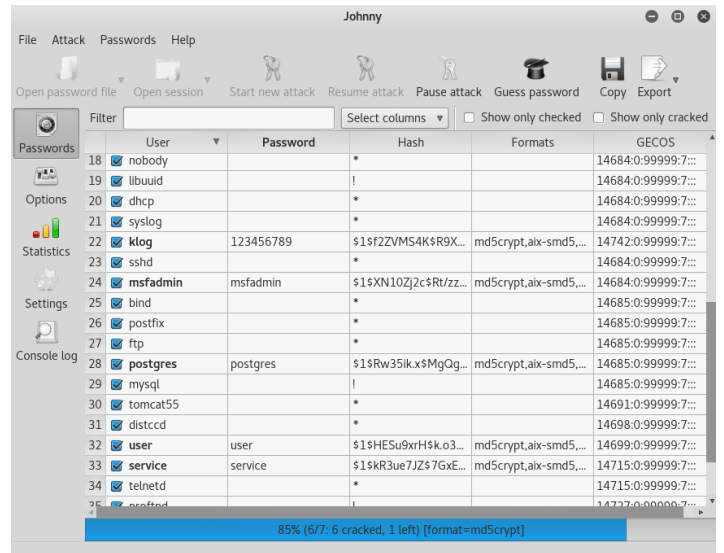 Johnny
File Attack Passwords Help
Open password file Open session Start new attack Resume attack Pause attack Guess password Copy Export
Passwords
Options
Statistics
Settings
Console log
Filter Select columns Show only checked Show only cracked
User Password Hash Formats GECOS
18 nobody * 14684:0:99999:7:::
19 libuuid ! 14684:0:99999:7:::
20 dhcp * 14684:0:99999:7:::
21 syslog * 14684:0:99999:7:::
22 klog 123456789 $1$f2ZVMS4K$R9X... md5crypt,aix-smd5,... 14742:0:99999:7:::
23 sshd * 14684:0:99999:7:::
24 msfadmin msfadmin $1$XN10Zj2c$Rt/zz... md5crypt,aix-smd5,... 14684:0:99999:7:::
25 bind * 14685:0:99999:7:::
26 postfix * 14685:0:99999:7:::
27 ftp * 14685:0:99999:7:::
28 postgres postgres $1$Rw35ik.x$MgQg... md5crypt,aix-smd5,... 14685:0:99999:7:::
29 mysql ! 14685:0:99999:7:::
30 tomcat55 * 14691:0:99999:7:::
31 distccd * 14698:0:99999:7:::
32 user user $1$HESu9xrH$k.o3... md5crypt,aix-smd5,... 14699:0:99999:7:::
33 service service $1$kR3ue7JZ$7GxE... md5crypt,aix-smd5,... 14715:0:99999:7:::
34 telnetd * 14715:0:99999:7:::
35 proftpd ! 14727:0:99999:7:::
85% (6/7: 6 cracked, 1 left) [format=md5crypt]